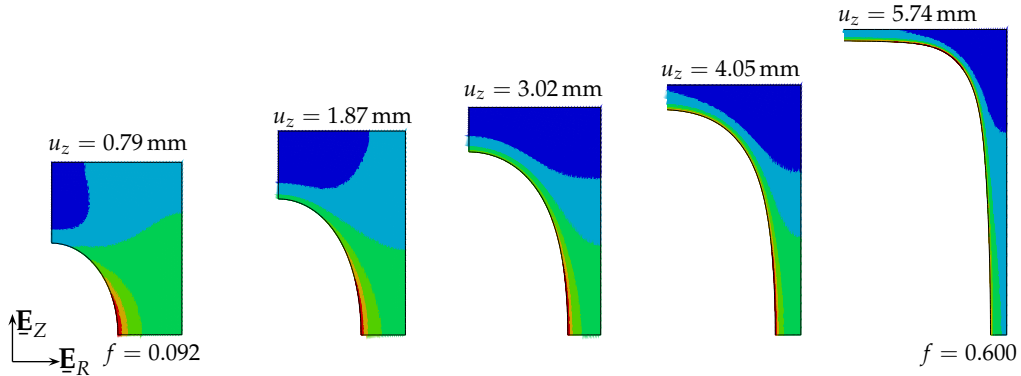 u_z = 0.79 mm
u_z = 1.87 mm
u_z = 3.02 mm
u_z = 4.05 mm
u_z = 5.74 mm
E_Z
E_R
f = 0.092
f = 0.600